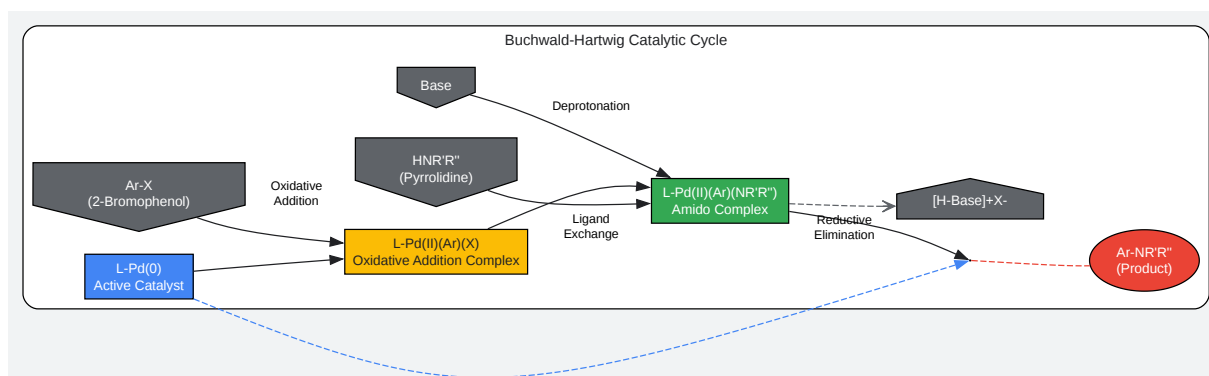 Buchwald-Hartwig Catalytic Cycle
Base
Deprotonation
HNR'R"
(Pyrrolidine)
Ar-X
(2-Bromophenol)
Oxidative
Addition
L-Pd(II)(Ar)(NR'R")
Amido Complex
[H-Base]+X-
Ligand
Exchange
Reductive
Elimination
L-Pd(II)(Ar)(X)
Oxidative Addition Complex
L-Pd(0)
Active Catalyst
Ar-NR'R"
(Product)